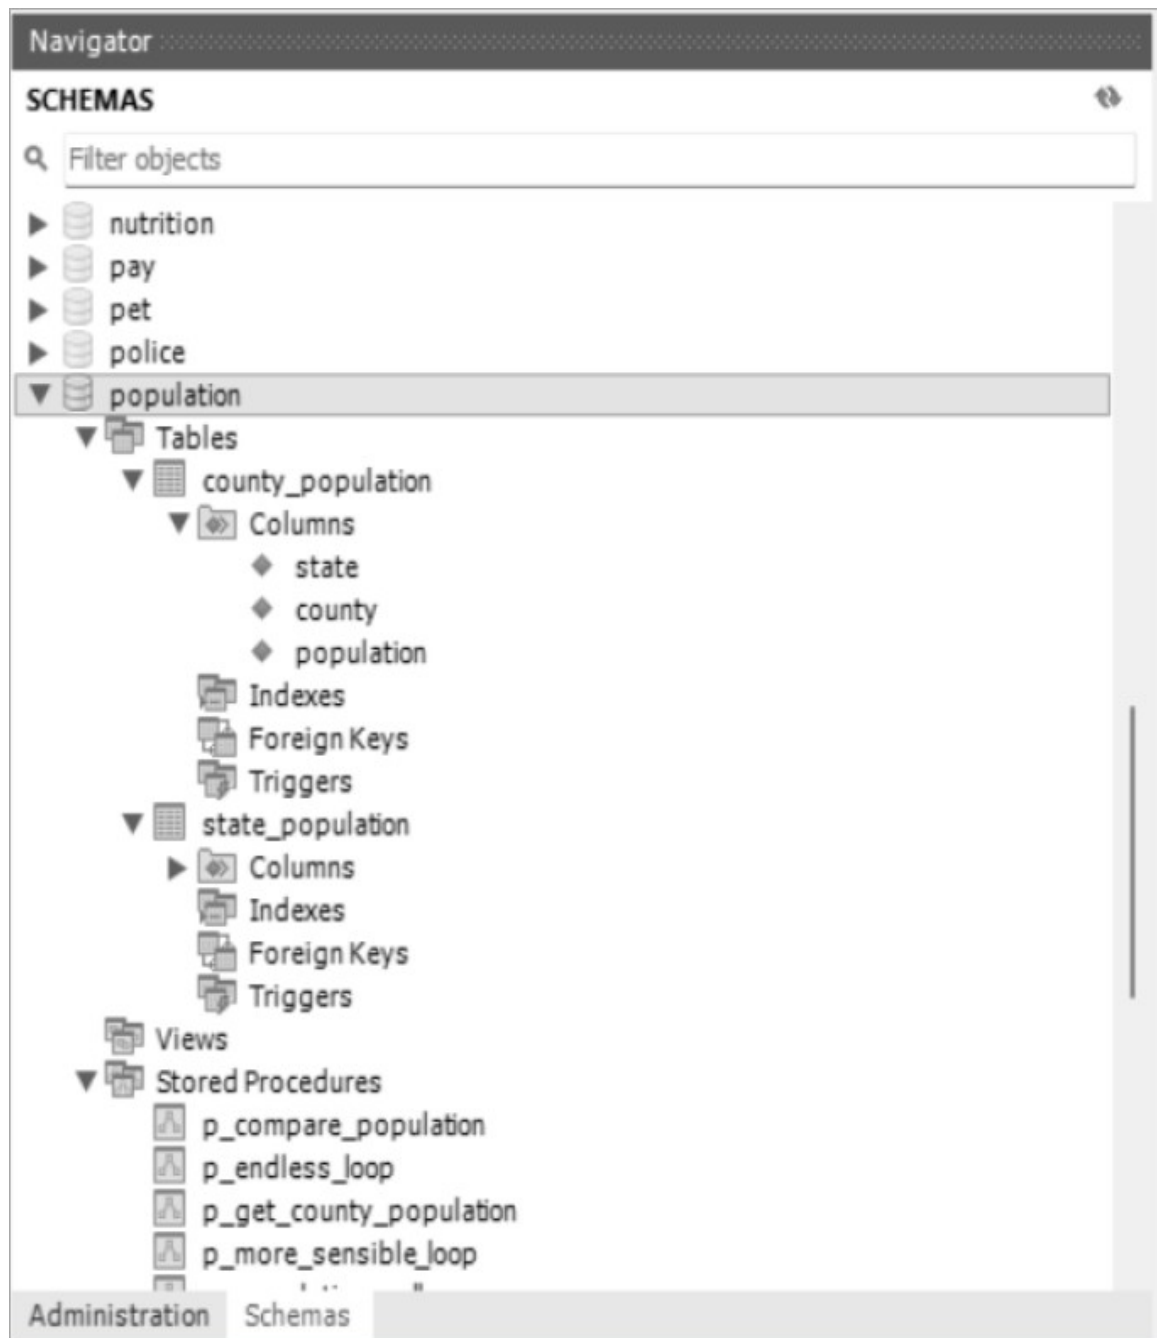 Navigator
SCHEMAS
Filter objects
nutrition
pay
pet
police
population
Tables
county_population
Columns
state
county
population
Indexes
Foreign Keys
Triggers
state_population
Columns
Indexes
Foreign Keys
Triggers
Views
Stored Procedures
p_compare_population
p_endless_loop
p_get_county_population
p_more_sensible_loop
Administration Schemas